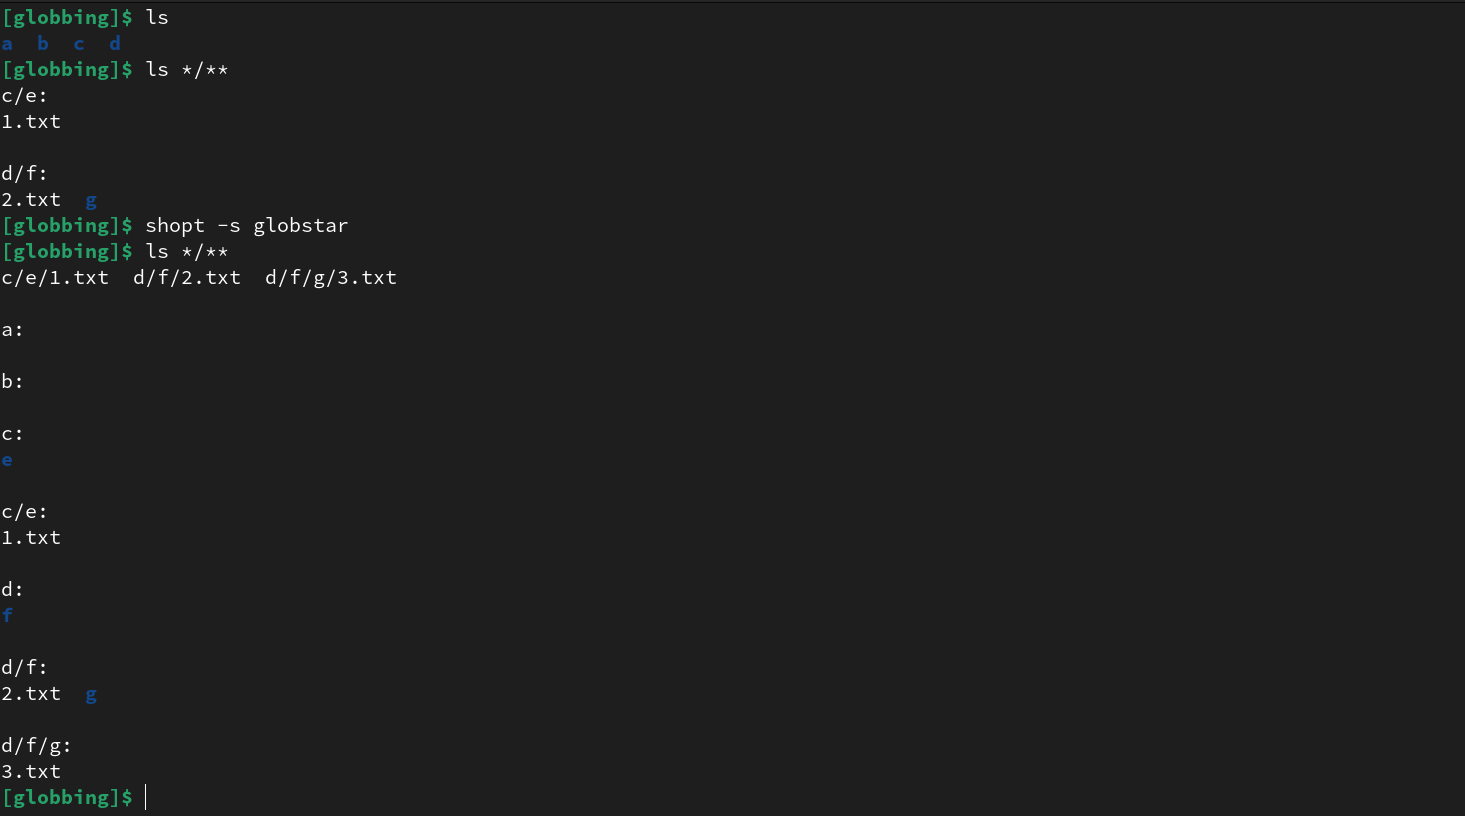 [globbing]$ ls
a  b  c  d
[globbing]$ ls */**
c/e:
1.txt
d/f:
2.txt  g
[globbing]$ shopt -s globstar
[globbing]$ ls */**
c/e/1.txt  d/f/2.txt  d/f/g/3.txt
a:
b:
c:
e
c/e:
1.txt
d:
f
d/f:
2.txt  g
d/f/g:
3.txt
[globbing]$